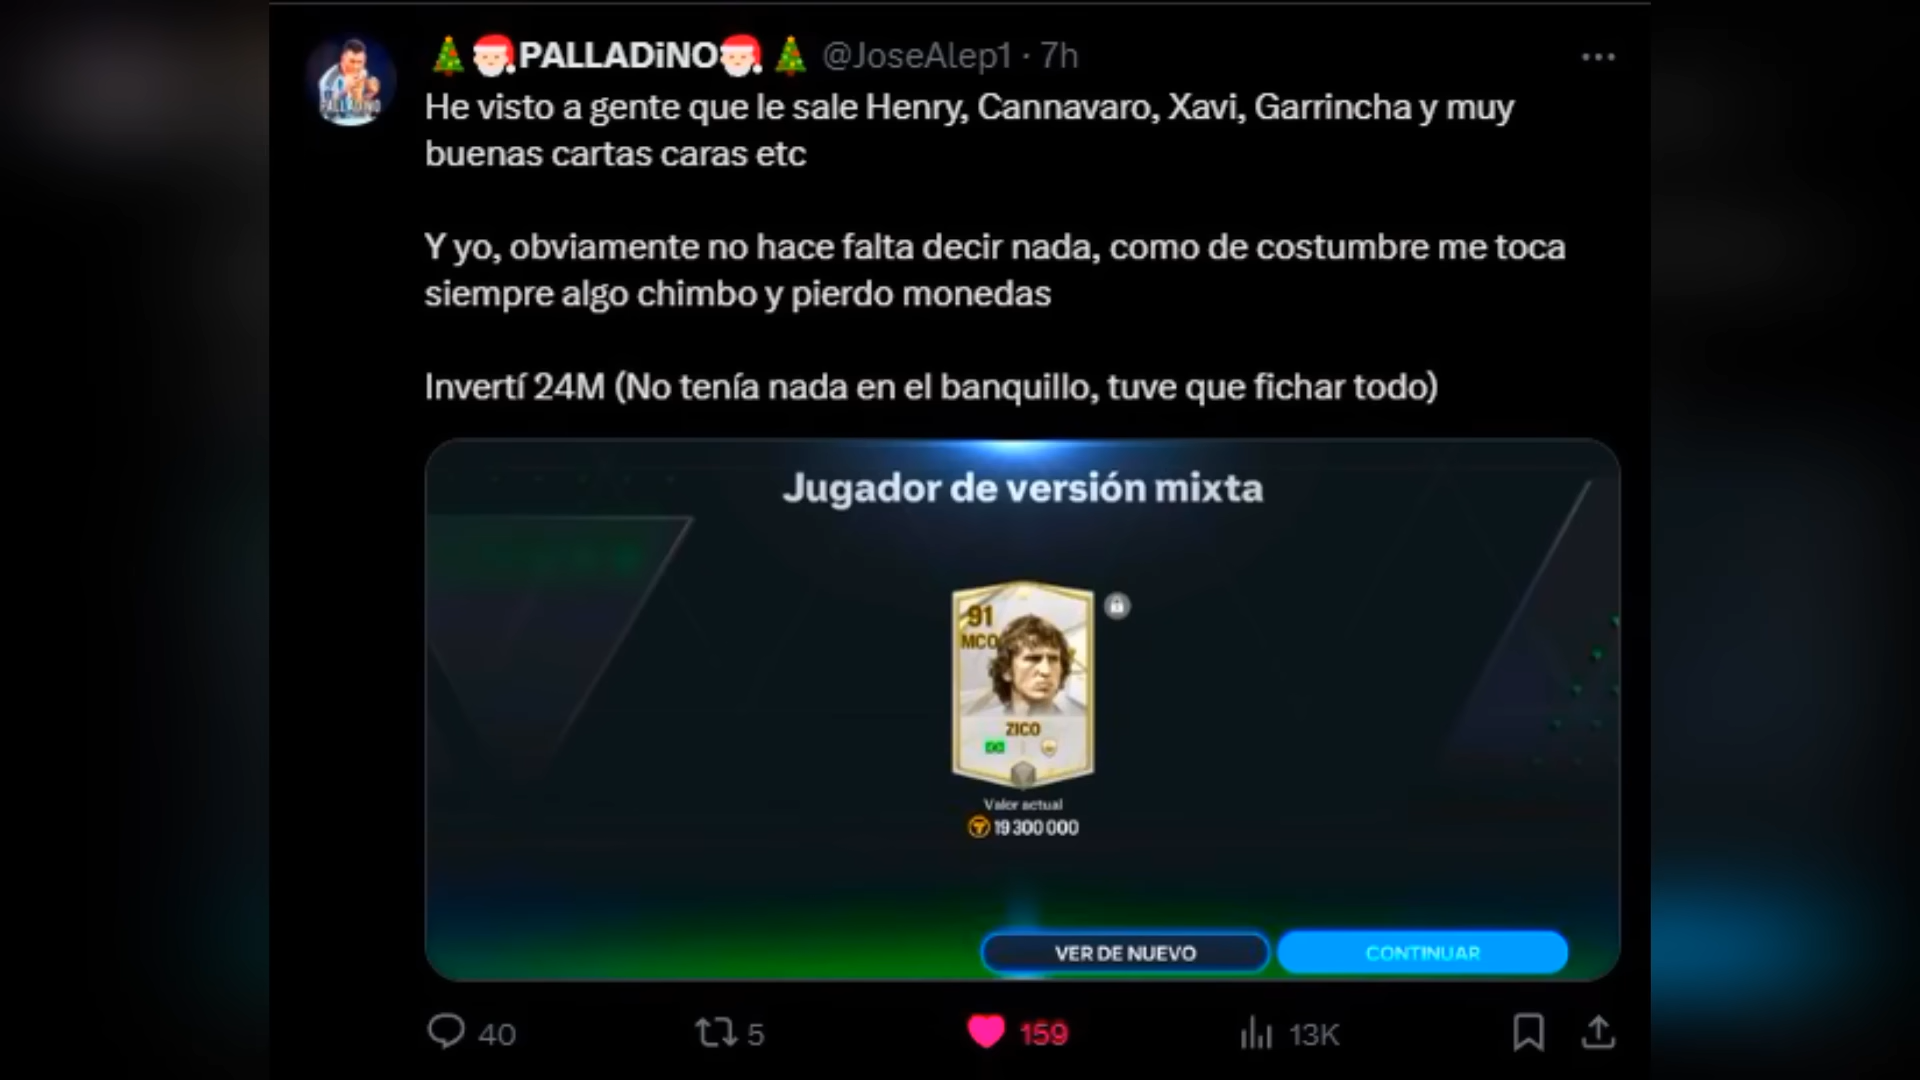 🎄🎅PALLADiNO🎅🎄 @JoseAlep1 · 7h
He visto a gente que le sale Henry, Cannavaro, Xavi, Garrincha y muy
buenas cartas caras etc
Y yo, obviamente no hace falta decir nada, como de costumbre me toca
siempre algo chimbo y pierdo monedas
Invertí 24M (No tenía nada en el banquillo, tuve que fichar todo)
Jugador de versión mixta
91
MCO
ZICO
Valor actual
19 300 000
VER DE NUEVO
CONTINUAR
40
5
159
13K
PALLADINO